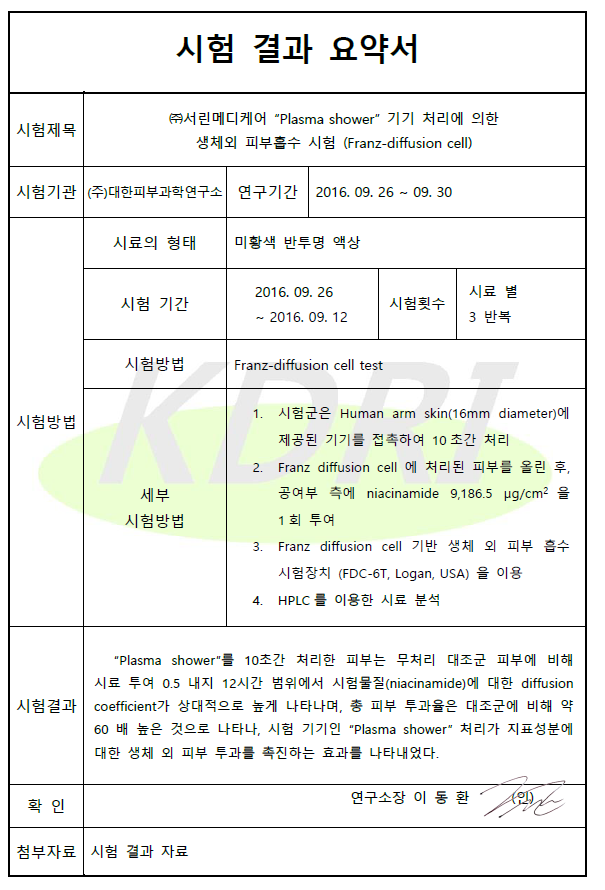 시험 결과 요약서
시험제목
㈜서린메디케어 “Plasma shower” 기기 처리에 의한
생체외 피부흡수 시험 (Franz-diffusion cell)
시험기관
(주)대한피부과학연구소
연구기간
2016. 09. 26 ~ 09. 30
시험방법
시료의 형태
미황색 반투명 액상
시험 기간
2016. 09. 26
~ 2016. 09. 12
시험횟수
시료 별
3 반복
시험방법
Franz-diffusion cell test
세부
시험방법
1. 시험군은 Human arm skin(16mm diameter)에
제공된 기기를 접촉하여 10초간 처리
2. Franz diffusion cell 에 처리된 피부를 올린 후,
공여부 측에 niacinamide 9,186.5 μg/cm² 을
1회 투여
3. Franz diffusion cell 기반 생체 외 피부 흡수
시험장치 (FDC-6T, Logan, USA) 을 이용
4. HPLC를 이용한 시료 분석
시험결과
“Plasma shower”를 10초간 처리한 피부는 무처리 대조군 피부에 비해
시료 투여 0.5 내지 12시간 범위에서 시험물질(niacinamide)에 대한 diffusion
coefficient가 상대적으로 높게 나타나며, 총 피부 투과율은 대조군에 비해 약
60 배 높은 것으로 나타나, 시험 기기인 “Plasma shower” 처리가 지표성분에
대한 생체 외 피부 투과를 촉진하는 효과를 나타내었다.
확 인
연구소장 이 통 환 (인)
첨부자료
시험 결과 자료
KDRI